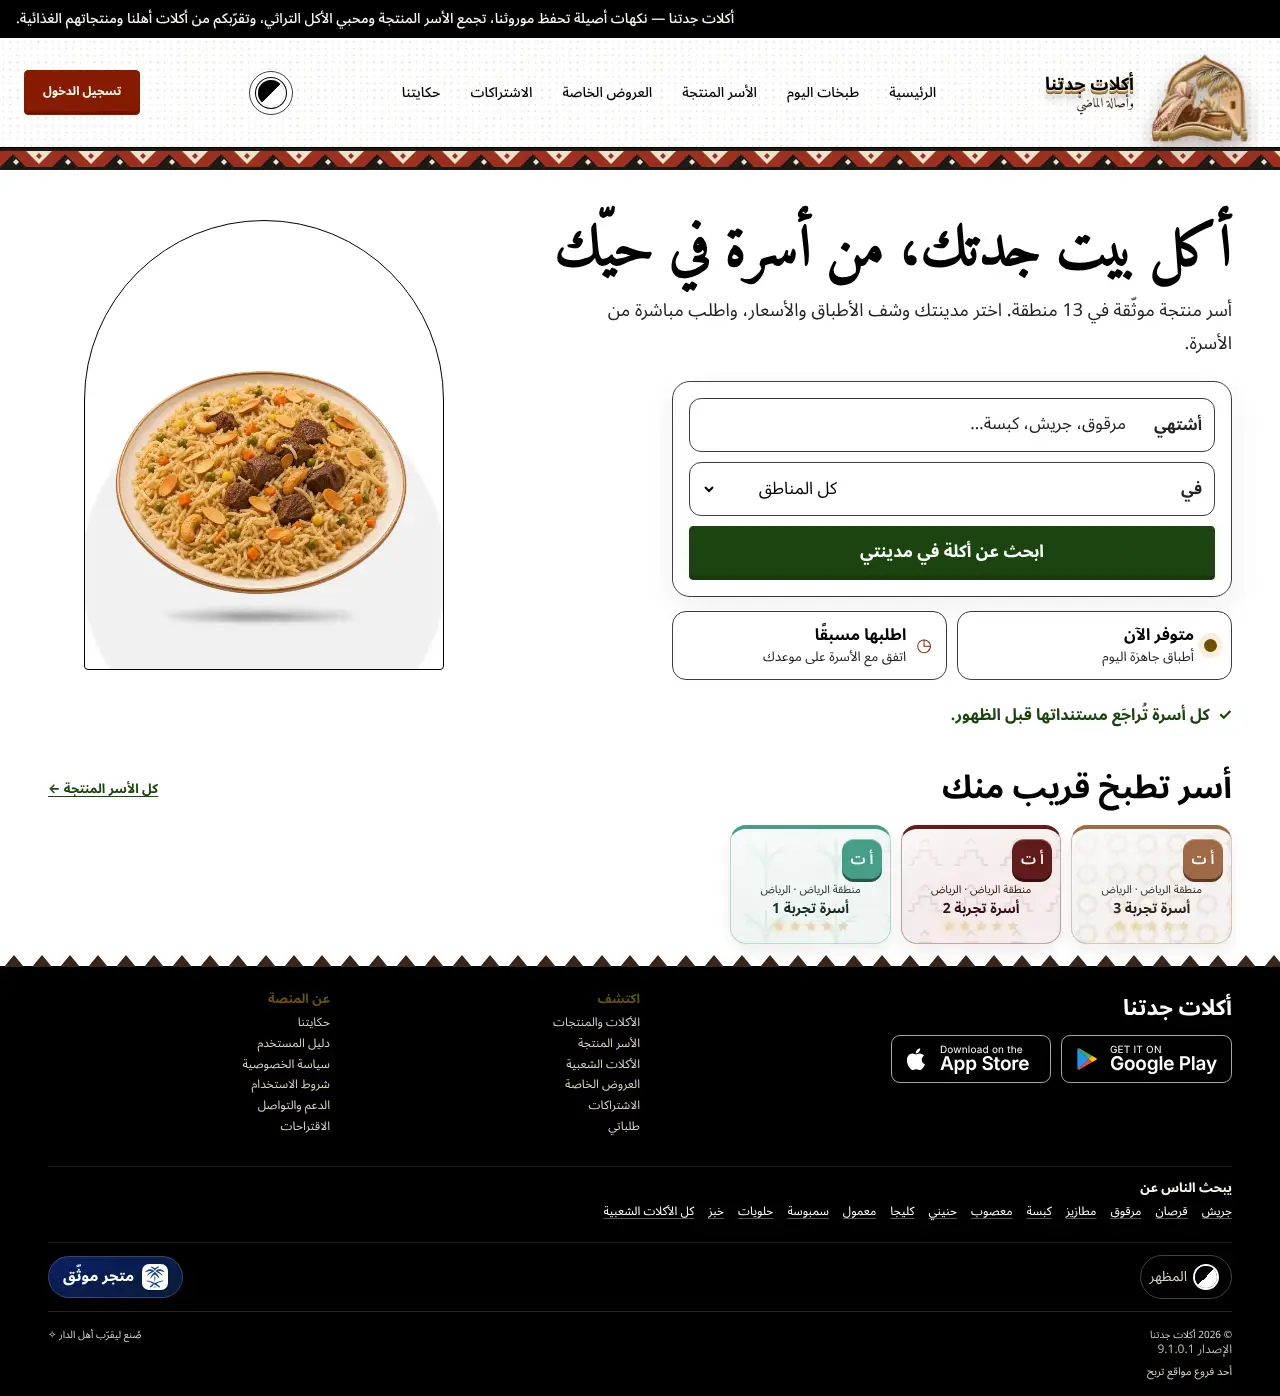 أكلات جدتنا — نكهات أصيلة تحفظ موروثنا، تجمع الأسر المنتجة ومحبي الأكل التراثي، وتقرّبكم من أكلات أهلنا ومنتجاتهم الغذائية.
أكلات جدتنا
وأصالة الماضي
الرئيسية
طبخات اليوم
الأسر المنتجة
العروض الخاصة
الاشتراكات
حكايتنا
تسجيل الدخول
أكل بيت جدتك، من أسرة في حيّك
أسر منتجة موثّقة في 13 منطقة. اختر مدينتك وشف الأطباق والأسعار، واطلب مباشرة من
الأسرة.
أشتهي
مرقوق، جريش، كبسة...
في
كل المناطق
ابحث عن أكلة في مدينتي
متوفر الآن
أطباق جاهزة اليوم
اطلبها مسبقًا
اتفق مع الأسرة على موعدك
✓ كل أسرة تُراجَع مستنداتها قبل الظهور.
أسر تطبخ قريب منك
كل الأسر المنتجة ←
أ ت
منطقة الرياض · الرياض
أسرة تجربة 3
★★★★★
أ ت
منطقة الرياض · الرياض
أسرة تجربة 2
★★★★★
أ ت
منطقة الرياض · الرياض
أسرة تجربة 1
★★★★★
أكلات جدتنا
GET IT ON
Google Play
Download on the
App Store
اكتشف
الأكلات والمنتجات
الأسر المنتجة
الأكلات الشعبية
العروض الخاصة
الاشتراكات
طلباتي
عن المنصة
حكايتنا
دليل المستخدم
سياسة الخصوصية
شروط الاستخدام
الدعم والتواصل
الاقتراحات
يبحث الناس عن
جريش قرصان مرقوق مطازيز كبسة معصوب حنيني كليجا معمول سمبوسة حلويات خبز كل الأكلات الشعبية
المظهر
متجر موثّق
© 2026 أكلات جدتنا
الإصدار 9.1.0.1
أحد فروع مواقع تربح
صُنع ليقرّب أهل الدار ✧